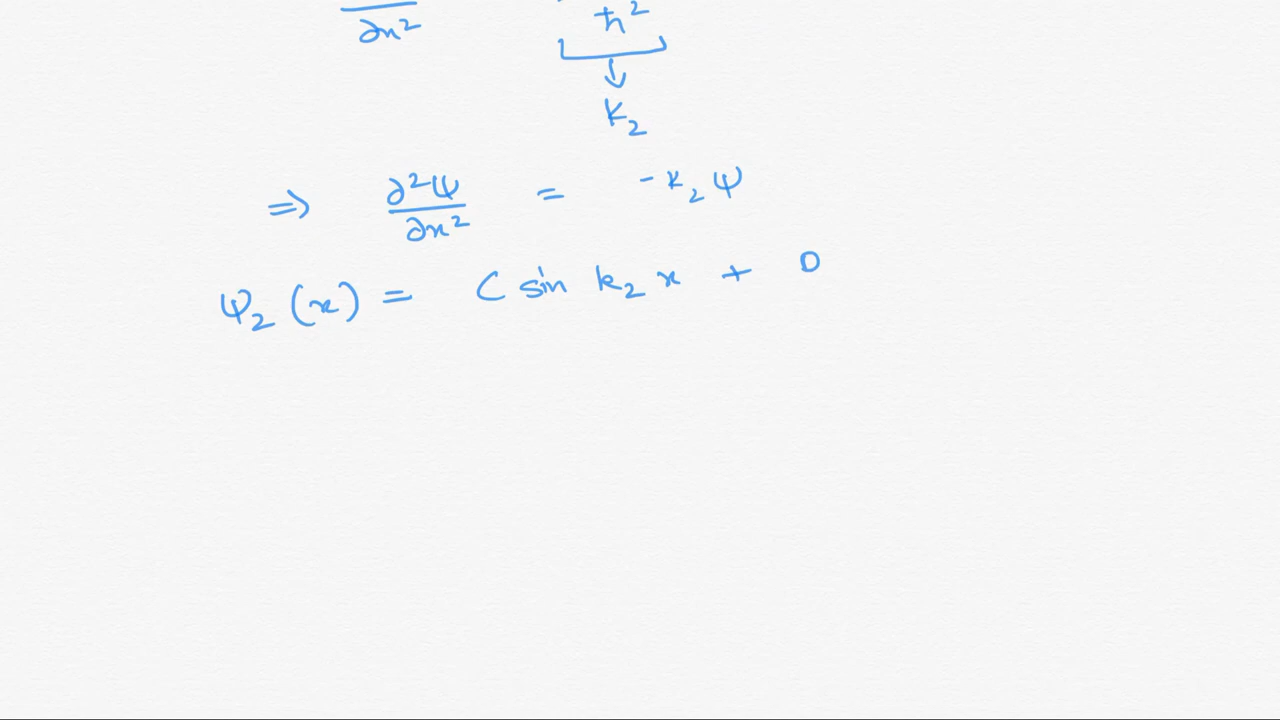 ∂x² ħ²
↓
k₂
⇒ ∂²ψ/∂x² = -k₂ψ
ψ₂(x) = C sin k₂x + D